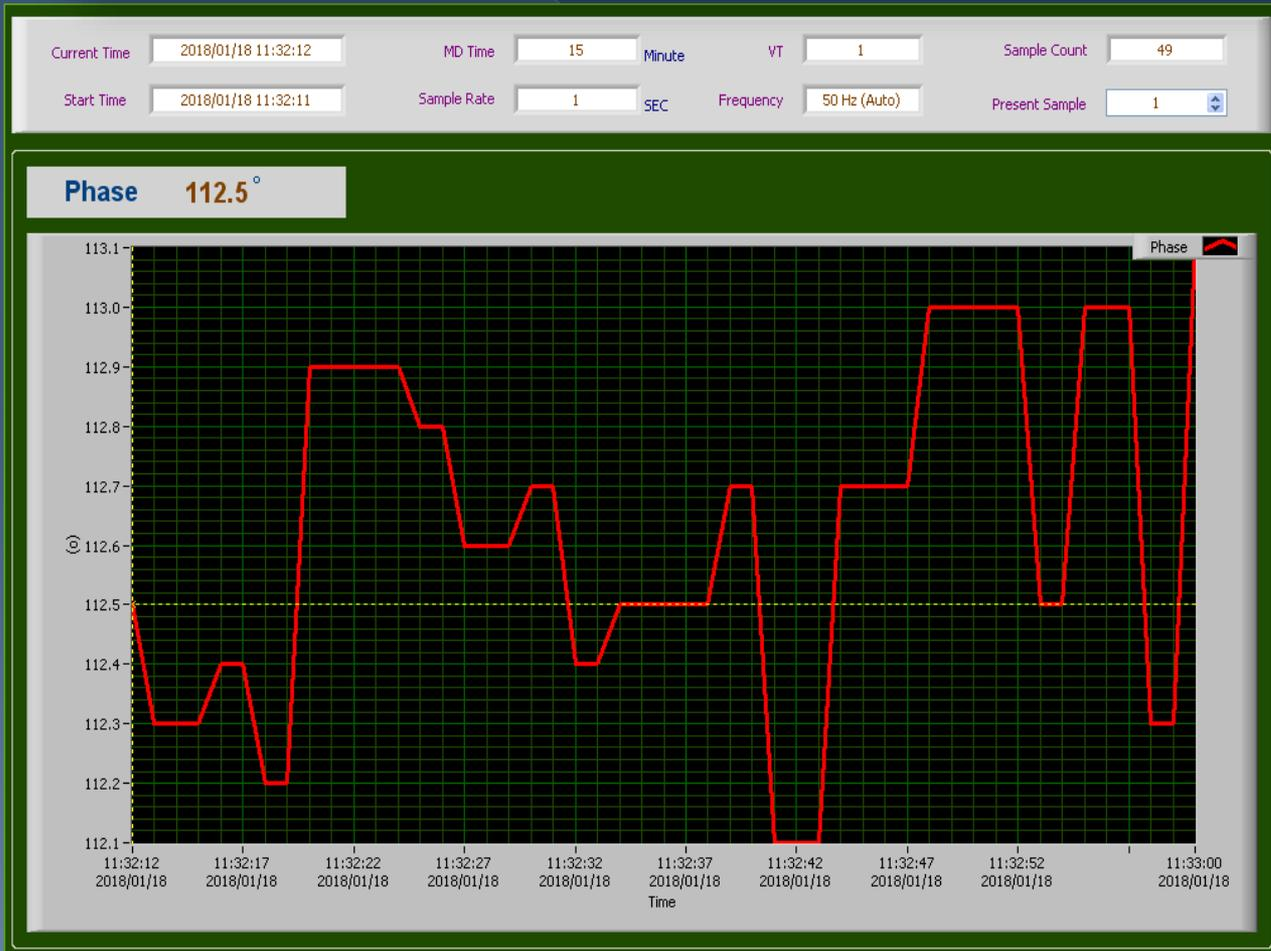 Current Time 2018/01/18 11:32:12 MD Time 15 Minute VT 1 Sample Count 49
Start Time 2018/01/18 11:32:11 Sample Rate 1 SEC Frequency 50 Hz (Auto) Present Sample 1
Phase 112.5°
Phase
113.1
113.0
112.9
112.8
112.7
(o)
112.6
112.5
112.4
112.3
112.2
112.1
11:32:12 11:32:17 11:32:22 11:32:27 11:32:32 11:32:37 11:32:42 11:32:47 11:32:52 11:33:00
2018/01/18 2018/01/18 2018/01/18 2018/01/18 2018/01/18 2018/01/18 2018/01/18 2018/01/18 2018/01/18 2018/01/18
Time